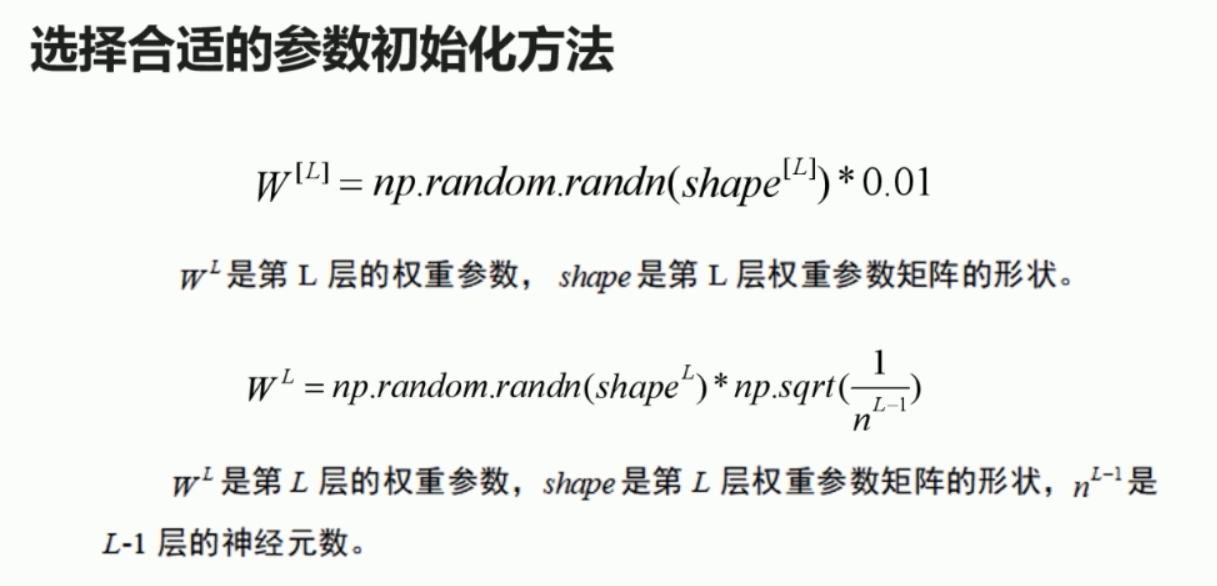 选择合适的参数初始化方法
W^{[L]} = np.random.randn(shape^{[L]}) * 0.01
W^L 是第 L 层的权重参数， shape 是第 L 层权重参数矩阵的形状。
W^L = np.random.randn(shape^L) * np.sqrt(\frac{1}{n^{L-1}})
W^L 是第 L 层的权重参数，shape 是第 L 层权重参数矩阵的形状，n^{L-1} 是
L-1 层的神经元数。